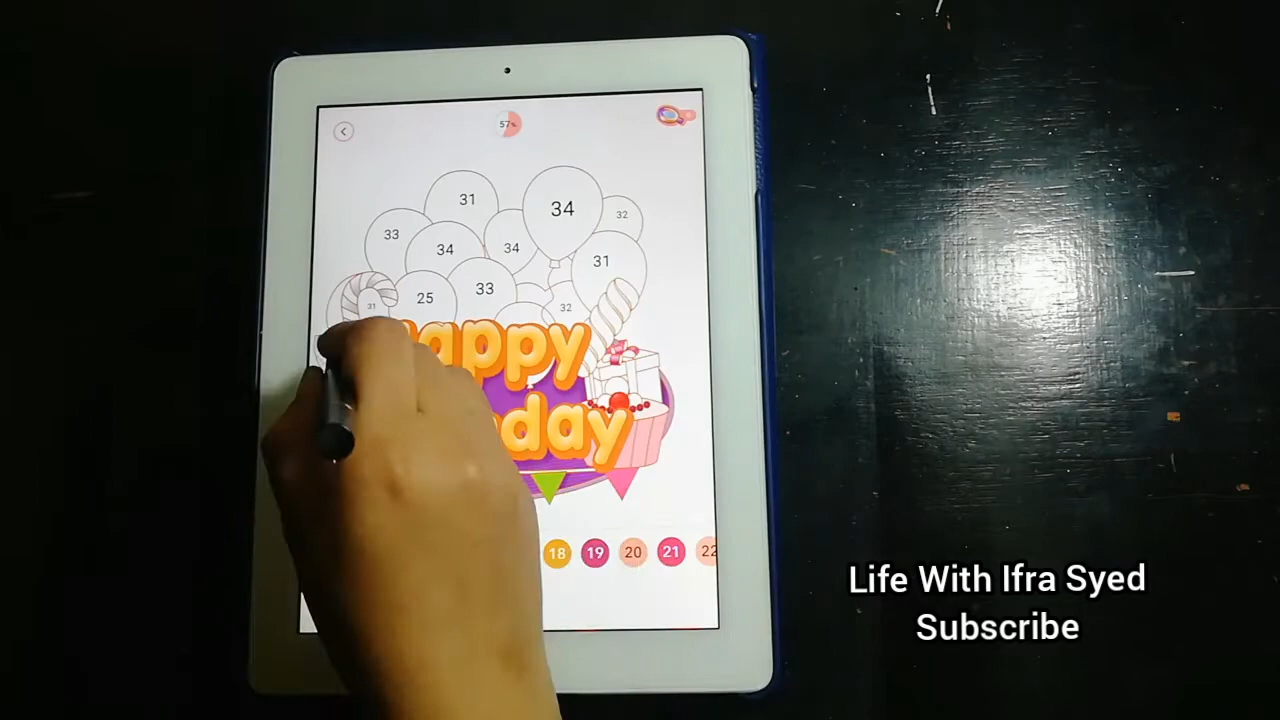 57%
31
34
32
33
34
34
31
25
33
32
31
appy
day
18 19 20 21 22
Life With Ifra Syed
Subscribe